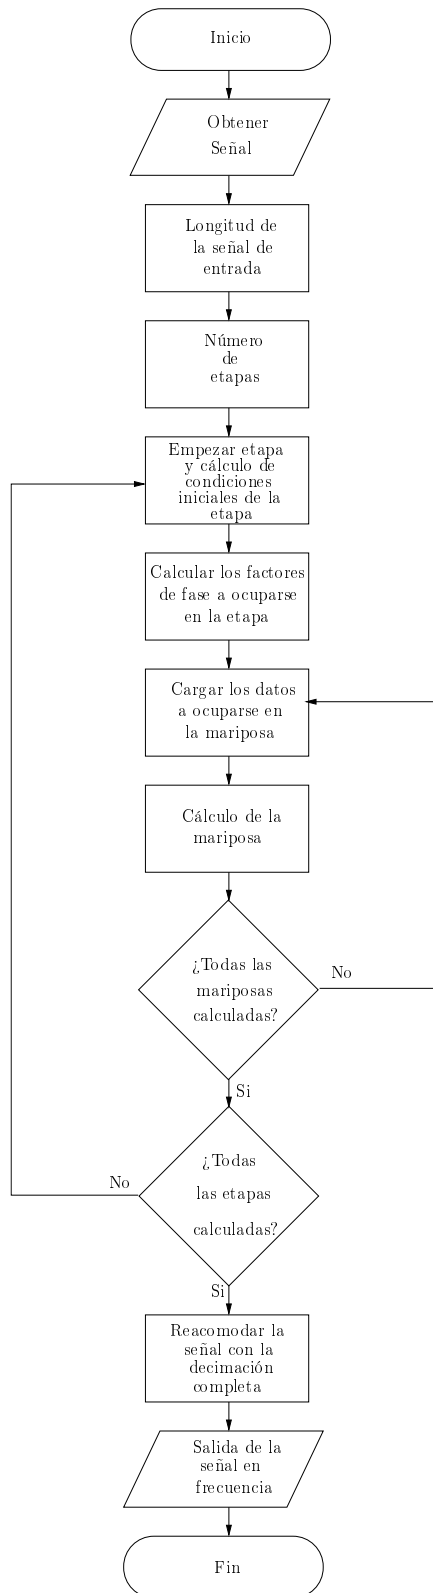 Inicio
Obtener
Señal
Longitud de
la señal de
entrada
Número
de
etapas
Empezar etapa
y cálculo de
condiciones
iniciales de la
etapa
Calcular los factores
de fase a ocuparse
en la etapa
Cargar los datos
a ocuparse en
la mariposa
Cálculo de la
mariposa
¿Todas las
mariposas
calculadas?
No
Si
¿Todas
las etapas
calculadas?
No
Si
Reacomodar la
señal con la
decimación
completa
Salida de la
señal en
frecuencia
Fin